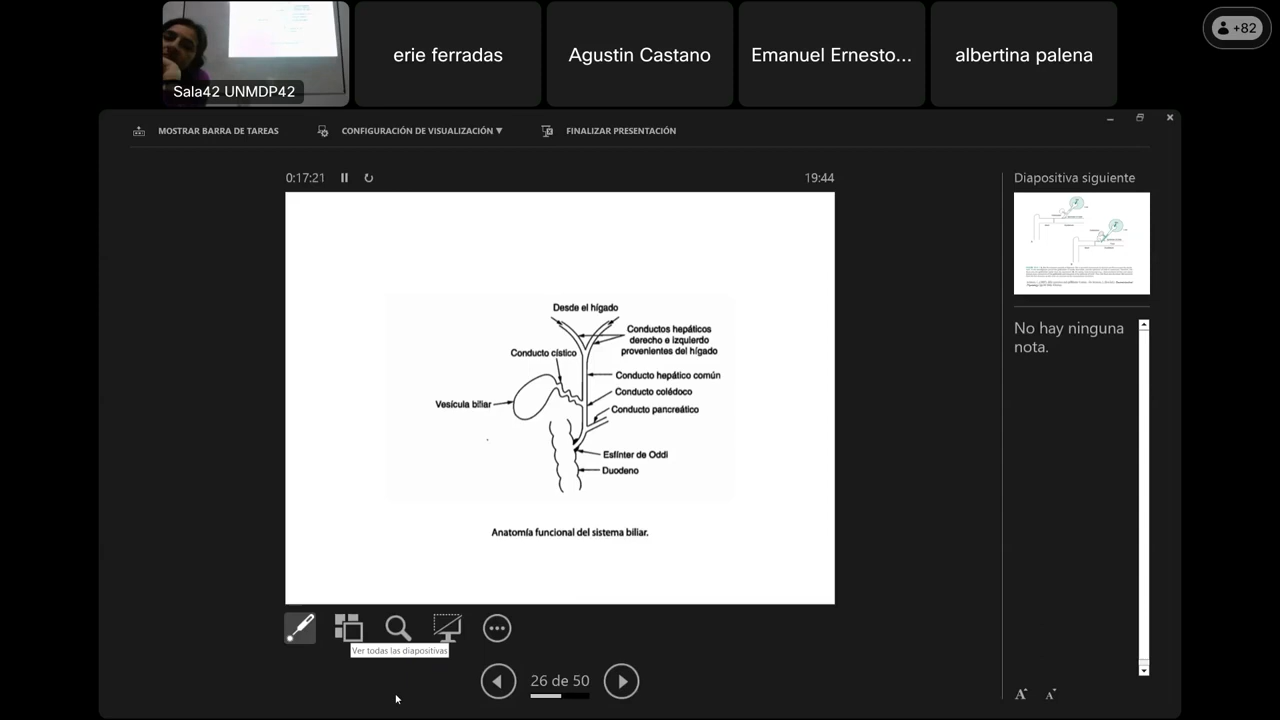 Sala42 UNMDP42
erie ferradas
Agustin Castano
Emanuel Ernesto...
albertina palena
+82
MOSTRAR BARRA DE TAREAS
CONFIGURACIÓN DE VISUALIZACIÓN ▼
FINALIZAR PRESENTACIÓN
0:17:21
19:44
Diapositiva siguiente
Desde el hígado
Conductos hepáticos
derecho e izquierdo
provenientes del hígado
Conducto cístico
Conducto hepático común
Conducto colédoco
Vesícula biliar
Conducto pancreático
Esfínter de Oddi
Duodeno
Anatomía funcional del sistema biliar.
No hay ninguna
nota.
Ver todas las diapositivas
26 de 50
A A